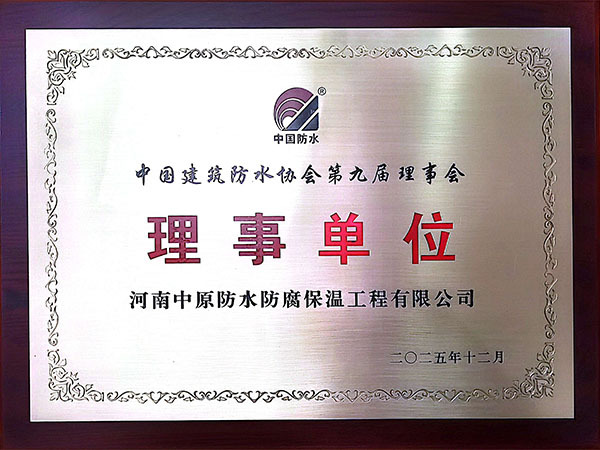 ®
中国防水
中国建筑防水协会第九届理事会
理事单位
河南中原防水防腐保温工程有限公司
二〇二五年十二月